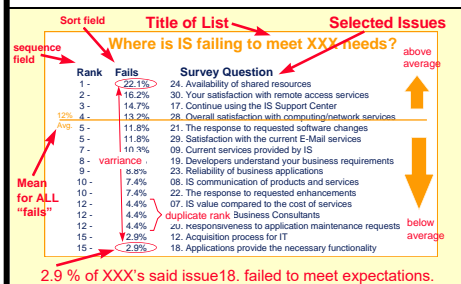 Sort field
Title of List
Selected Issues
Where is IS failing to meet XXX needs?
sequence field
above average
Rank Fails Survey Question
1 - 22.1% 24. Availability of shared resources
2 - 16.2% 30. Your satisfaction with remote access services
3 - 14.7% 17. Continue using the IS Support Center
12% Avg.
4 - 13.2% 28. Overall satisfaction with computing/network services
5 - 11.8% 21. The response to requested software changes
5 - 11.8% 29. Satisfaction with the current E-Mail services
7 - 10.3% 09. Current services provided by IS
8 - varriance 19. Developers understand your business requirements
9 - 8.8% 23. Reliability of business applications
10 - 7.4% 08. IS communication of products and services
10 - 7.4% 22. The response to requested enhancements
12 - 4.4% 07. IS value compared to the cost of services
12 - 4.4% duplicate rank Business Consultants
12 - 4.4% 20. Responsiveness to application maintenance requests
15 - 2.9% 12. Acquisition process for IT
15 - 2.9% 18. Applications provide the necessary functionality
Mean for ALL "fails"
below average
2.9 % of XXX's said issue18. failed to meet expectations.